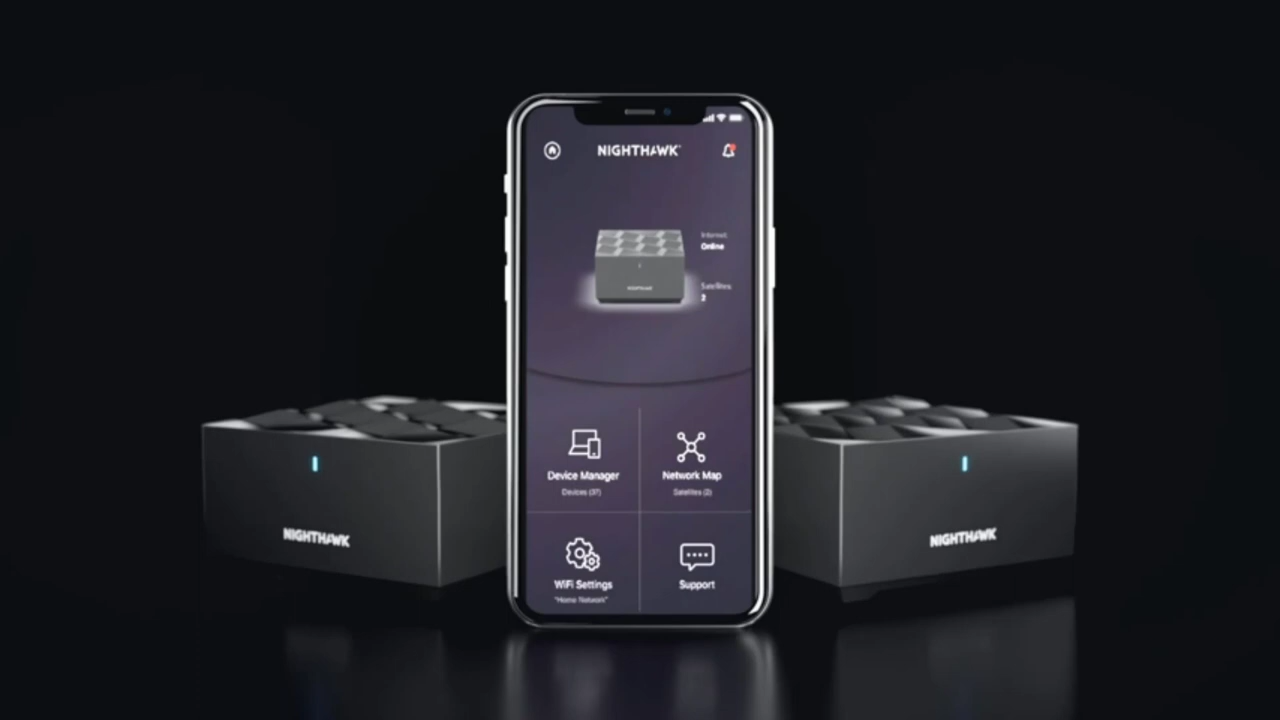 NIGHTHAWK
Internet:
Online
Satellites:
2
Device Manager
Devices (37)
Network Map
Satellites (2)
WiFi Settings
"Home Network"
Support
NIGHTHAWK
NIGHTHAWK